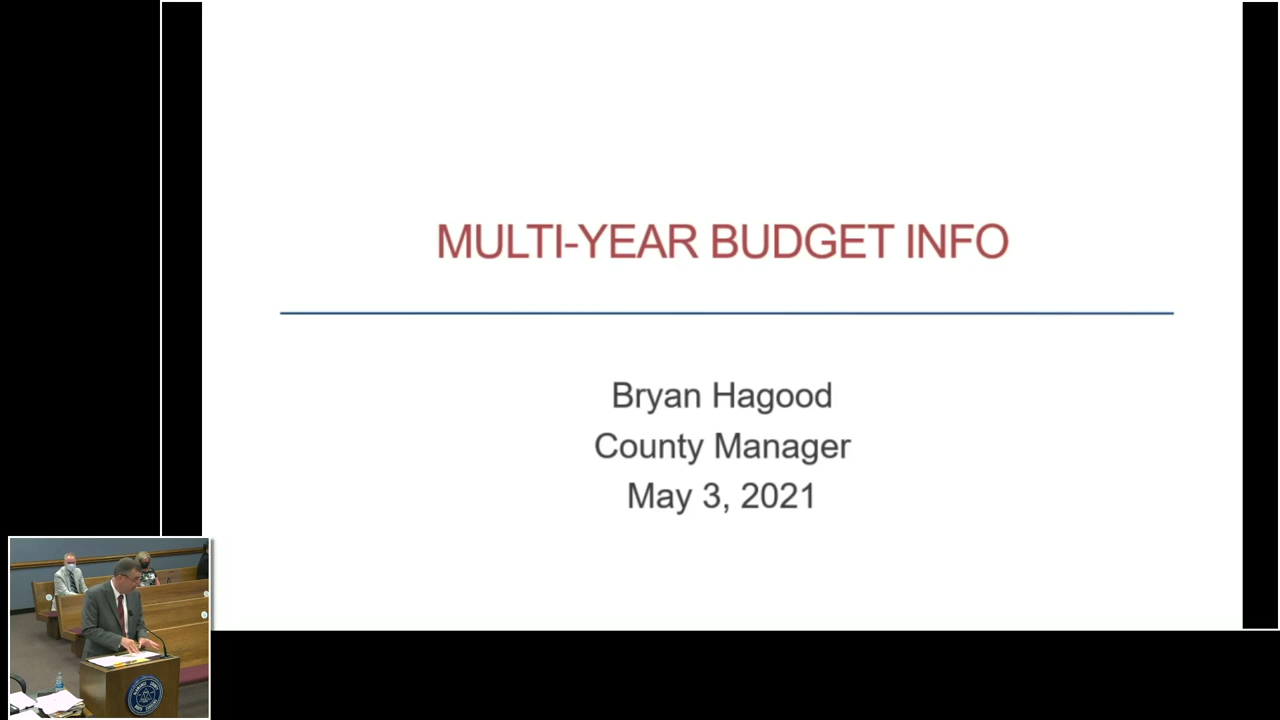 MULTI-YEAR BUDGET INFO
Bryan Hagood
County Manager
May 3, 2021